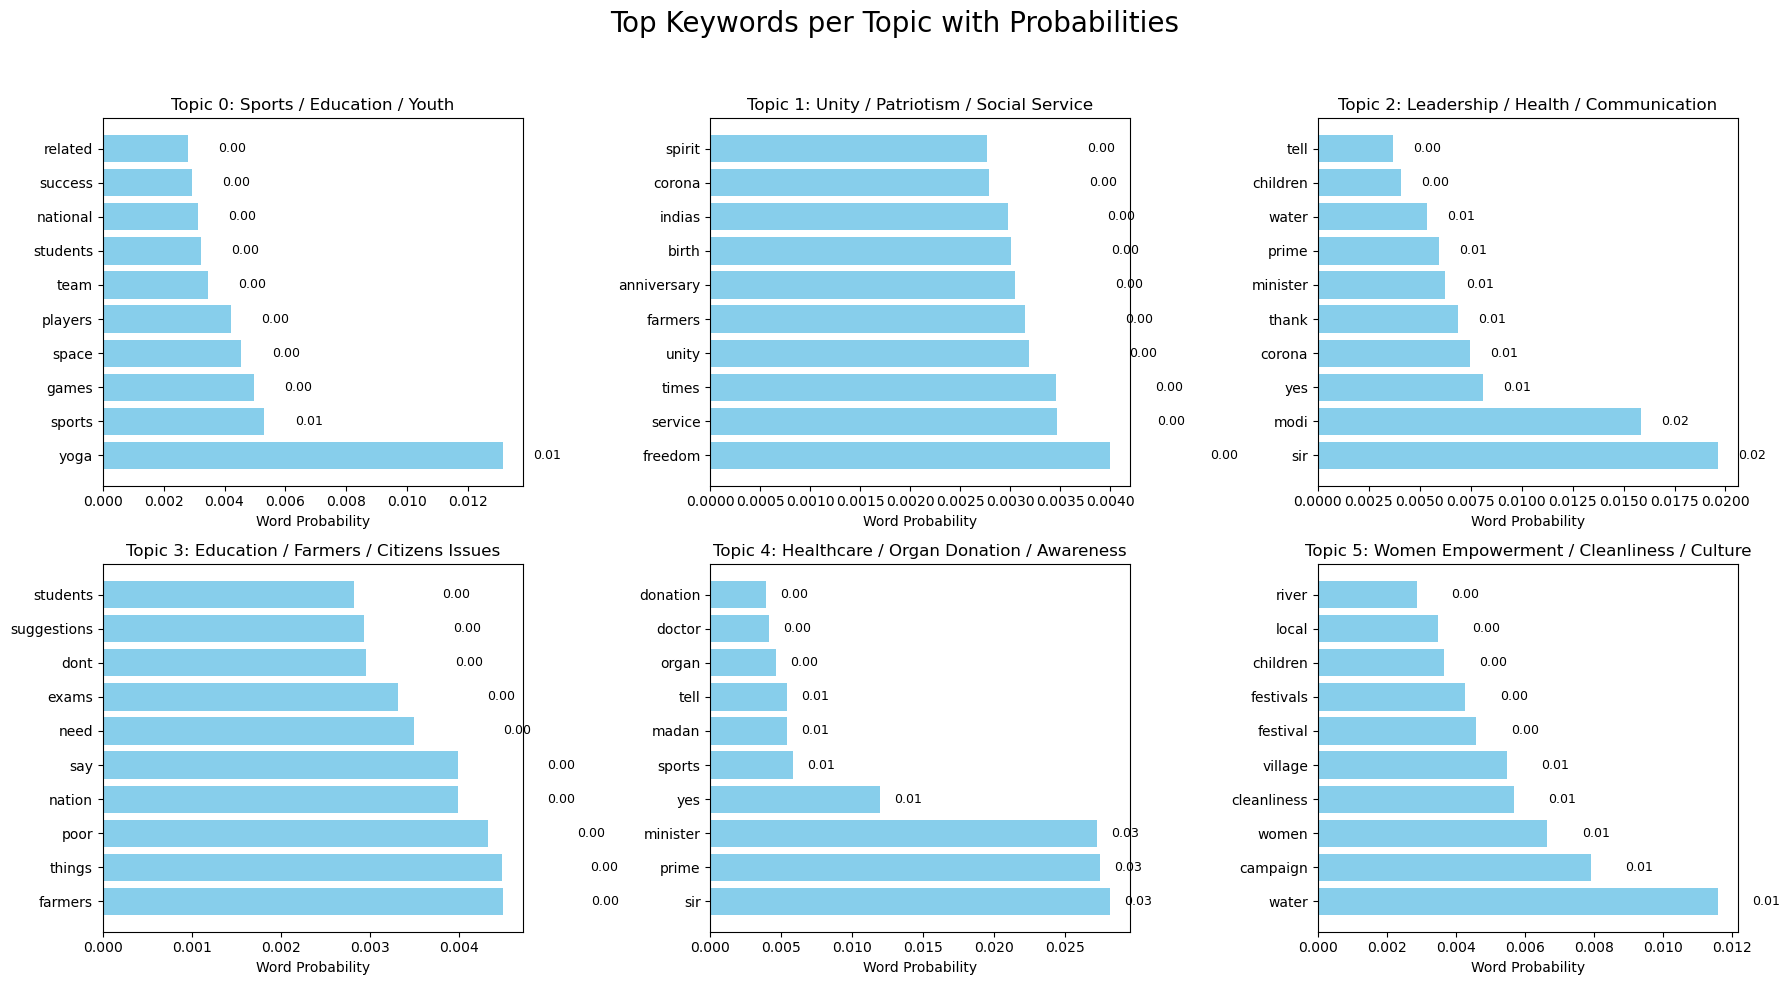 Top Keywords per Topic with Probabilities
Topic 0: Sports / Education / Youth
related 0.00
success 0.00
national 0.00
students 0.00
team 0.00
players 0.00
space 0.00
games 0.00
sports 0.01
yoga 0.01
0.000 0.002 0.004 0.006 0.008 0.010 0.012
Word Probability
Topic 1: Unity / Patriotism / Social Service
spirit 0.00
corona 0.00
indias 0.00
birth 0.00
anniversary 0.00
farmers 0.00
unity 0.00
times 0.00
service 0.00
freedom 0.00
0.0000 0.0005 0.0010 0.0015 0.0020 0.0025 0.0030 0.0035 0.0040
Word Probability
Topic 2: Leadership / Health / Communication
tell 0.00
children 0.00
water 0.01
prime 0.01
minister 0.01
thank 0.01
corona 0.01
yes 0.01
modi 0.02
sir 0.02
0.0000 0.0025 0.0050 0.0075 0.0100 0.0125 0.0150 0.0175 0.0200
Word Probability
Topic 3: Education / Farmers / Citizens Issues
students 0.00
suggestions 0.00
dont 0.00
exams 0.00
need 0.00
say 0.00
nation 0.00
poor 0.00
things 0.00
farmers 0.00
0.000 0.001 0.002 0.003 0.004
Word Probability
Topic 4: Healthcare / Organ Donation / Awareness
donation 0.00
doctor 0.00
organ 0.00
tell 0.01
madan 0.01
sports 0.01
yes 0.01
minister 0.03
prime 0.03
sir 0.03
0.000 0.005 0.010 0.015 0.020 0.025
Word Probability
Topic 5: Women Empowerment / Cleanliness / Culture
river 0.00
local 0.00
children 0.00
festivals 0.00
festival 0.00
village 0.01
cleanliness 0.01
women 0.01
campaign 0.01
water 0.01
0.000 0.002 0.004 0.006 0.008 0.010 0.012
Word Probability